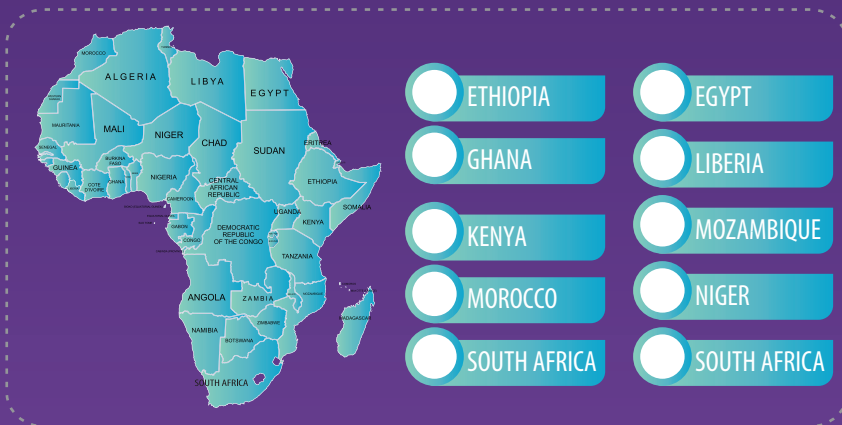 MOROCCO
ALGERIA
LIBYA
EGYPT
MAURITANIA
MALI
NIGER
CHAD
SUDAN
ERITREA
SENEGAL
GUINEA
BURKINA
FASO
COTE
D'IVOIRE
GHANA
NIGERIA
CAMEROON
CENTRAL
AFRICAN
REPUBLIC
ETHIOPIA
SOMALIA
UGANDA
KENYA
GABON
CONGO
DEMOCRATIC
REPUBLIC
OF THE CONGO
TANZANIA
ANGOLA
ZAMBIA
MADAGASCAR
NAMIBIA
ZIMBABWE
BOTSWANA
SOUTH AFRICA
ETHIOPIA
GHANA
KENYA
MOROCCO
SOUTH AFRICA
EGYPT
LIBERIA
MOZAMBIQUE
NIGER
SOUTH AFRICA